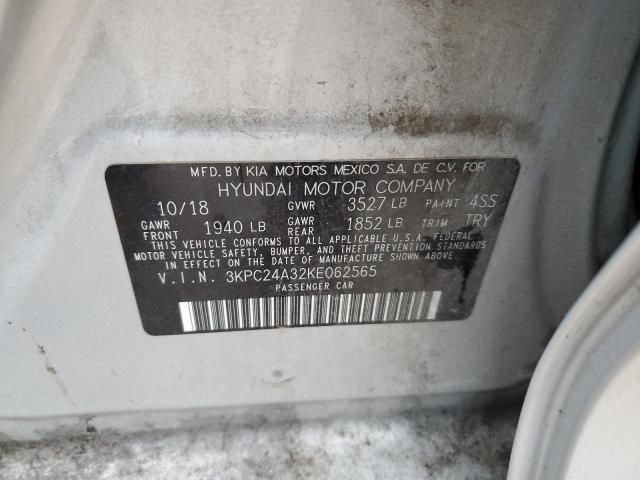 MFD. BY KIA MOTORS MEXICO S.A. DE C.V. FOR
HYUNDAI MOTOR COMPANY
10/18 GVWR 3527 LB PAINT 4SS
GAWR FRONT 1940 LB GAWR REAR 1852 LB TRIM TRY
THIS VEHICLE CONFORMS TO ALL APPLICABLE U.S.A. FEDERAL
MOTOR VEHICLE SAFETY, BUMPER, AND THEFT PREVENTION STANDARDS
IN EFFECT ON THE DATE OF MANUFACTURE SHOWN ABOVE.
V.I.N. 3KPC24A32KE062565
PASSENGER CAR